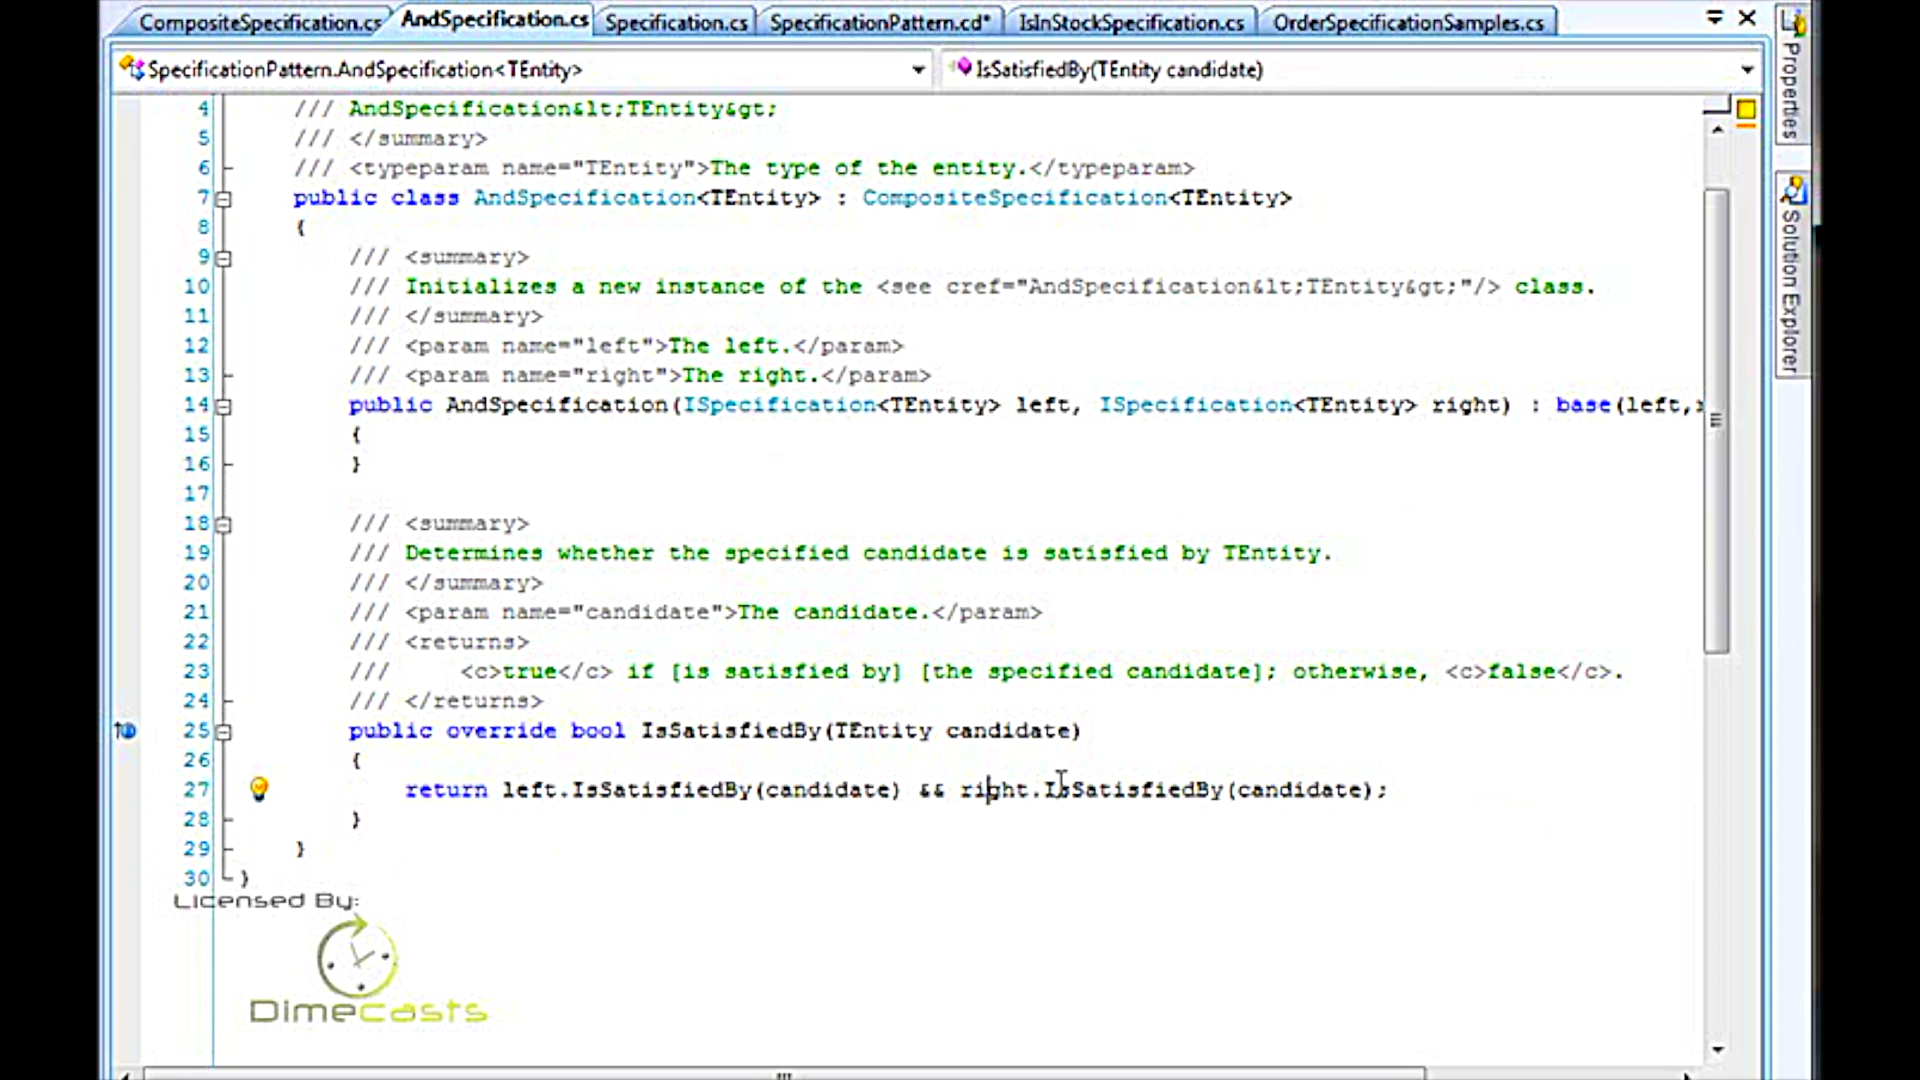 CompositeSpecification.cs AndSpecification.cs Specification.cs SpecificationPattern.cd* IsInStockSpecification.cs OrderSpecificationSamples.cs
SpecificationPattern.AndSpecification<TEntity> IsSatisfiedBy(TEntity candidate)
Properties
Solution Explorer
4 /// AndSpecification&lt;TEntity&gt;
5 /// </summary>
6 /// <typeparam name="TEntity">The type of the entity.</typeparam>
7 public class AndSpecification<TEntity> : CompositeSpecification<TEntity>
8 {
9 /// <summary>
10 /// Initializes a new instance of the <see cref="AndSpecification&lt;TEntity&gt;"/> class.
11 /// </summary>
12 /// <param name="left">The left.</param>
13 /// <param name="right">The right.</param>
14 public AndSpecification(ISpecification<TEntity> left, ISpecification<TEntity> right) : base(left,
15 {
16 }
17
18 /// <summary>
19 /// Determines whether the specified candidate is satisfied by TEntity.
20 /// </summary>
21 /// <param name="candidate">The candidate.</param>
22 /// <returns>
23 /// <c>true</c> if [is satisfied by] [the specified candidate]; otherwise, <c>false</c>.
24 /// </returns>
25 public override bool IsSatisfiedBy(TEntity candidate)
26 {
27 return left.IsSatisfiedBy(candidate) && right.IsSatisfiedBy(candidate);
28 }
29 }
30 }
Licensed By:
Dimecasts